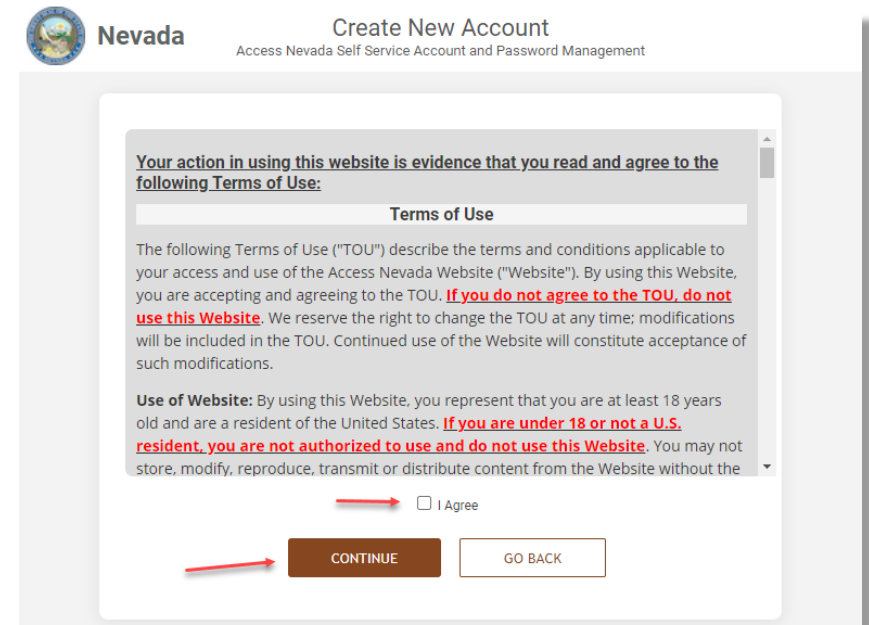 Nevada
Create New Account
Access Nevada Self Service Account and Password Management
Your action in using this website is evidence that you read and agree to the
following Terms of Use:
Terms of Use
The following Terms of Use ("TOU") describe the terms and conditions applicable to
your access and use of the Access Nevada Website ("Website"). By using this Website,
you are accepting and agreeing to the TOU. If you do not agree to the TOU, do not
use this Website. We reserve the right to change the TOU at any time; modifications
will be included in the TOU. Continued use of the Website will constitute acceptance of
such modifications.
Use of Website: By using this Website, you represent that you are at least 18 years
old and are a resident of the United States. If you are under 18 or not a U.S.
resident, you are not authorized to use and do not use this Website. You may not
store, modify, reproduce, transmit or distribute content from the Website without the
I Agree
CONTINUE
GO BACK